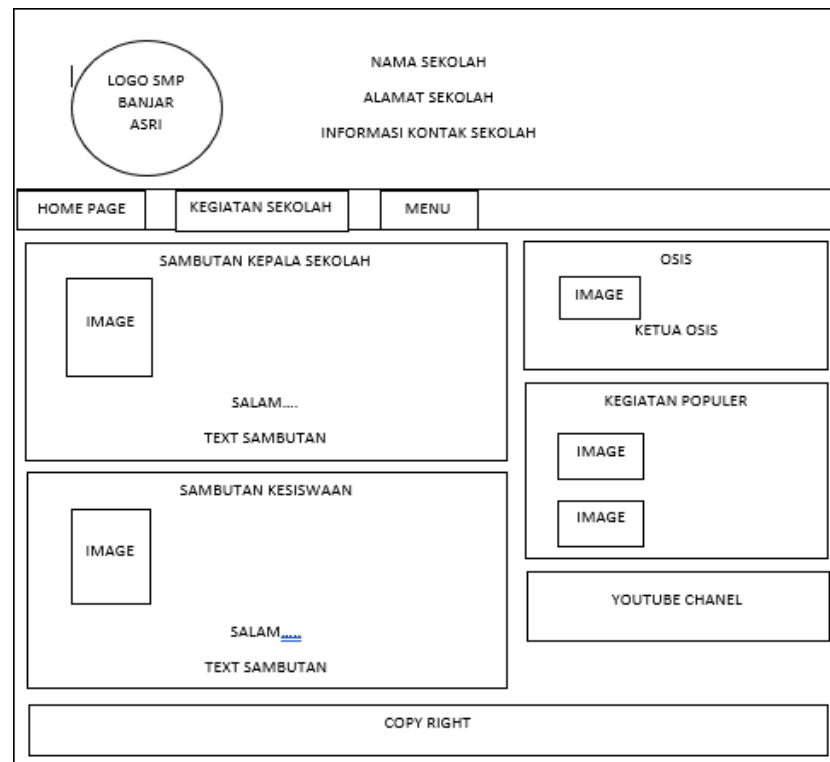 LOGO SMP
BANJAR
ASRI
NAMA SEKOLAH
ALAMAT SEKOLAH
INFORMASI KONTAK SEKOLAH
HOME PAGE
KEGIATAN SEKOLAH
MENU
SAMBUTAN KEPALA SEKOLAH
IMAGE
SALAM....
TEXT SAMBUTAN
OSIS
IMAGE
KETUA OSIS
KEGIATAN POPULER
IMAGE
IMAGE
SAMBUTAN KESISWAAN
IMAGE
SALAM.....
TEXT SAMBUTAN
YOUTUBE CHANEL
COPY RIGHT